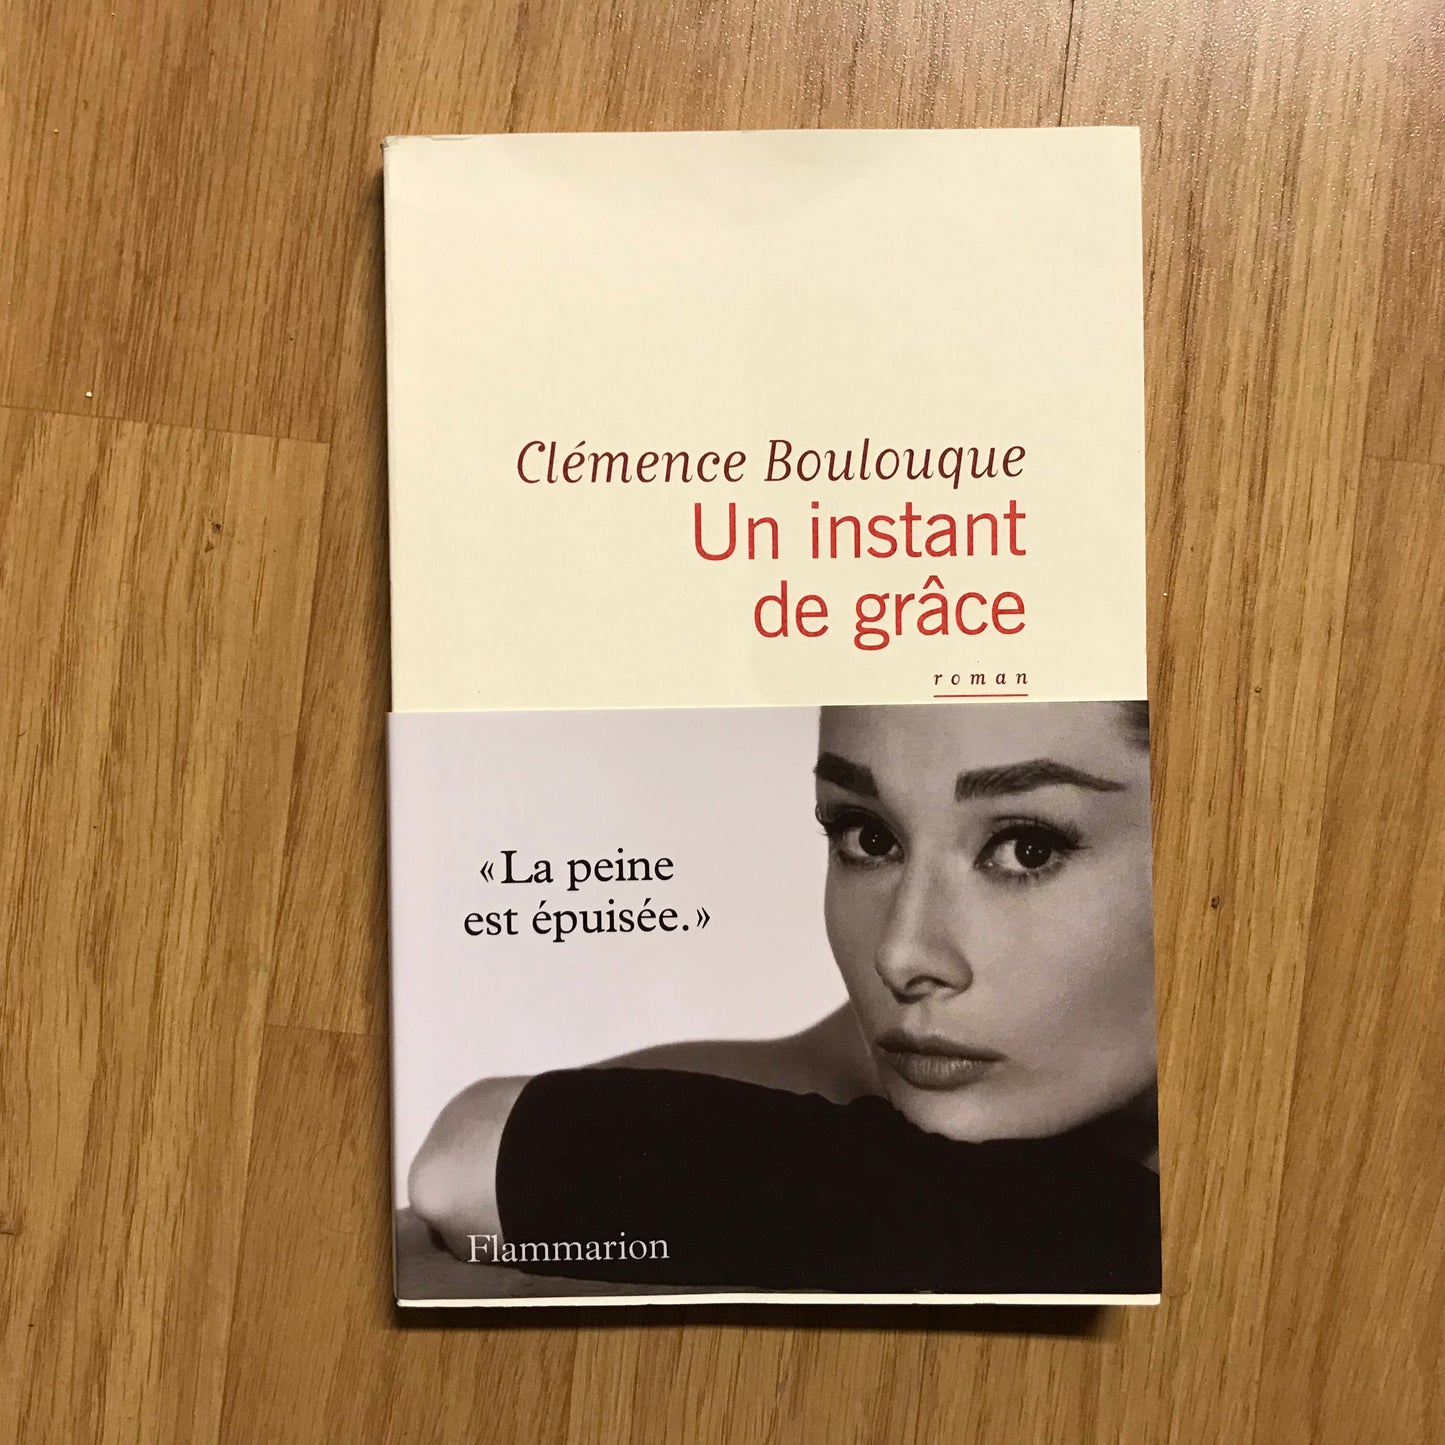 Clémence Boulouque
Un instant
de grâce
roman
« La peine
est épuisée. »
Flammarion